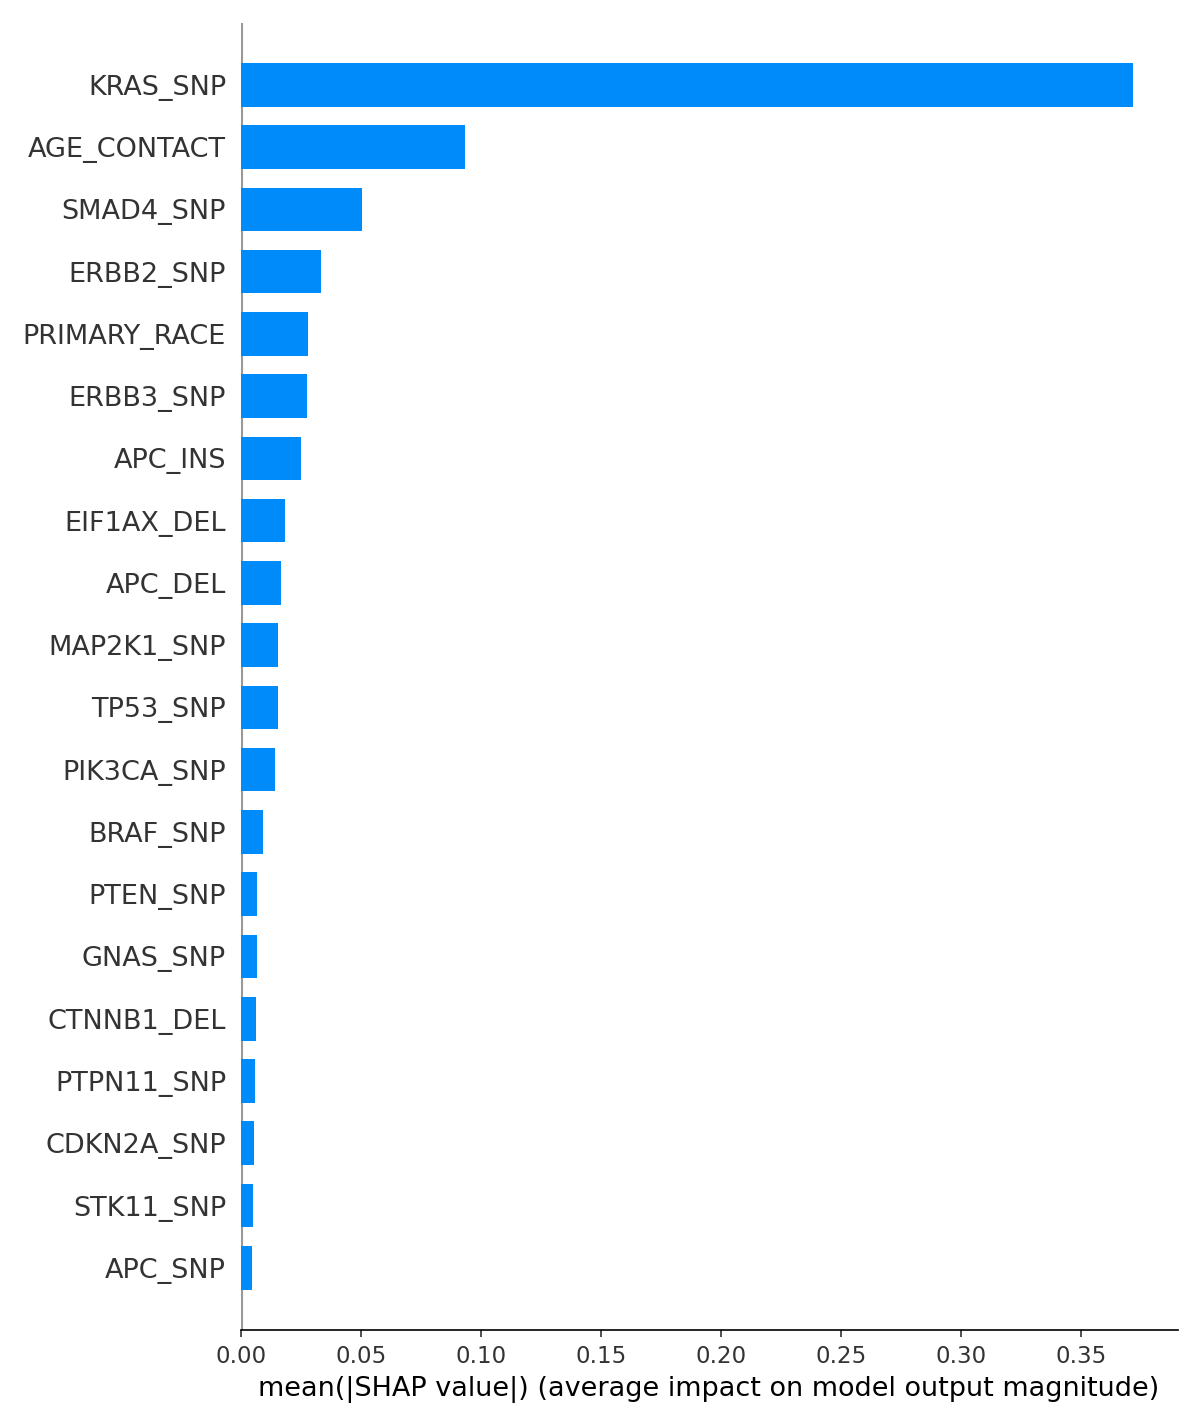 KRAS_SNP
AGE_CONTACT
SMAD4_SNP
ERBB2_SNP
PRIMARY_RACE
ERBB3_SNP
APC_INS
EIF1AX_DEL
APC_DEL
MAP2K1_SNP
TP53_SNP
PIK3CA_SNP
BRAF_SNP
PTEN_SNP
GNAS_SNP
CTNNB1_DEL
PTPN11_SNP
CDKN2A_SNP
STK11_SNP
APC_SNP
0.00 0.05 0.10 0.15 0.20 0.25 0.30 0.35
mean(|SHAP value|) (average impact on model output magnitude)